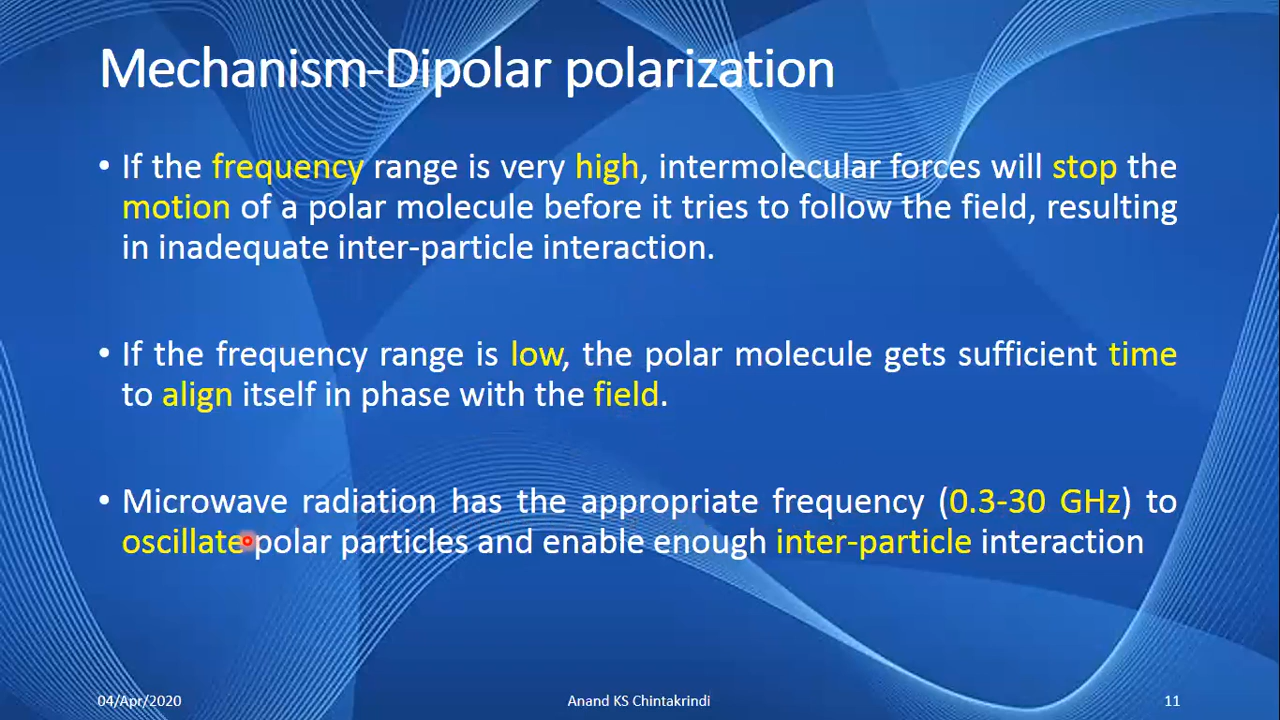 Mechanism-Dipolar polarization
• If the frequency range is very high, intermolecular forces will stop the
motion of a polar molecule before it tries to follow the field, resulting
in inadequate inter-particle interaction.
• If the frequency range is low, the polar molecule gets sufficient time
to align itself in phase with the field.
• Microwave radiation has the appropriate frequency (0.3-30 GHz) to
oscillate polar particles and enable enough inter-particle interaction
04/Apr/2020
Anand KS Chintakrindi
11